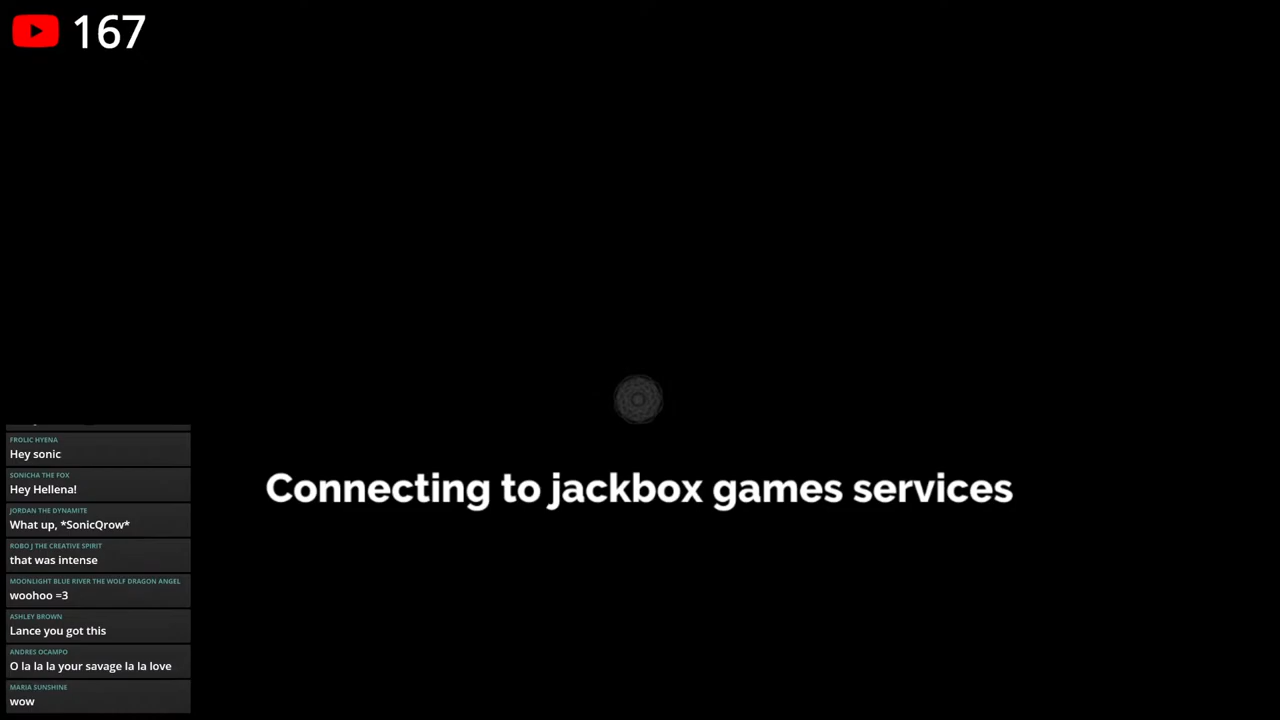 167
FROLIC HYENA
Hey sonic
SONICHA THE FOX
Hey Hellena!
JORDAN THE DYNAMITE
What up, *SonicQrow*
ROBO J THE CREATIVE SPIRIT
that was intense
MOONLIGHT BLUE RIVER THE WOLF DRAGON ANGEL
woohoo =3
ASHLEY BROWN
Lance you got this
ANDRES OCAMPO
O la la la your savage la la love
MARIA SUNSHINE
wow
Connecting to jackbox games services